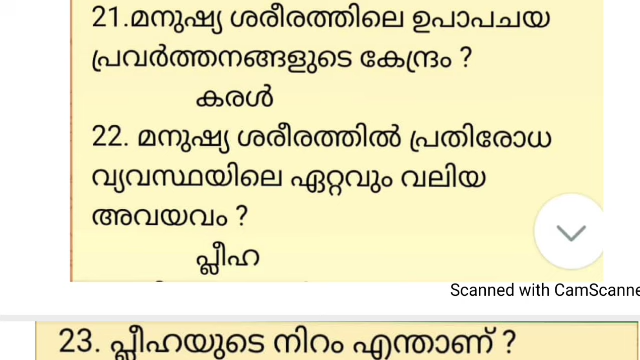 21.മനുഷ്യ ശരീരത്തിലെ ഉപാപചയ
പ്രവർത്തനങ്ങളുടെ കേന്ദ്രം ?
കരൾ
22. മനുഷ്യ ശരീരത്തിൽ പ്രതിരോധ
വ്യവസ്ഥയിലെ ഏറ്റവും വലിയ
അവയവം ?
പ്ലീഹ
Scanned with CamScanne
23. പ്ലീഹയുടെ നിറം എന്താണ് ?